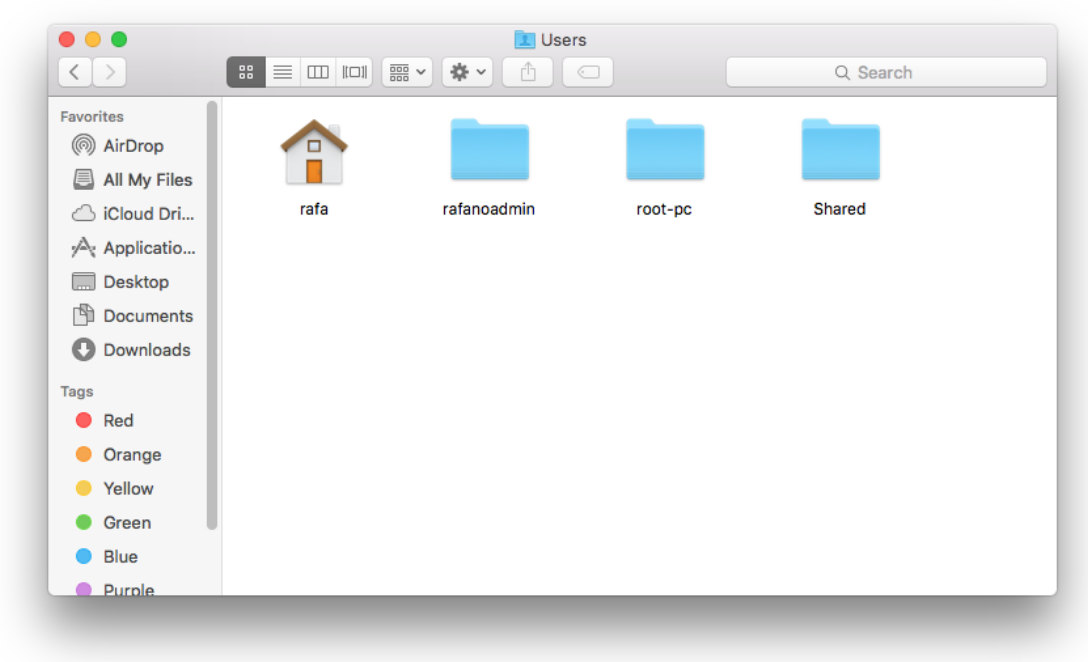 Users
Search
Favorites
AirDrop
All My Files
iCloud Dri...
Applicatio...
Desktop
Documents
Downloads
Tags
Red
Orange
Yellow
Green
Blue
Purple
rafa
rafanoadmin
root-pc
Shared